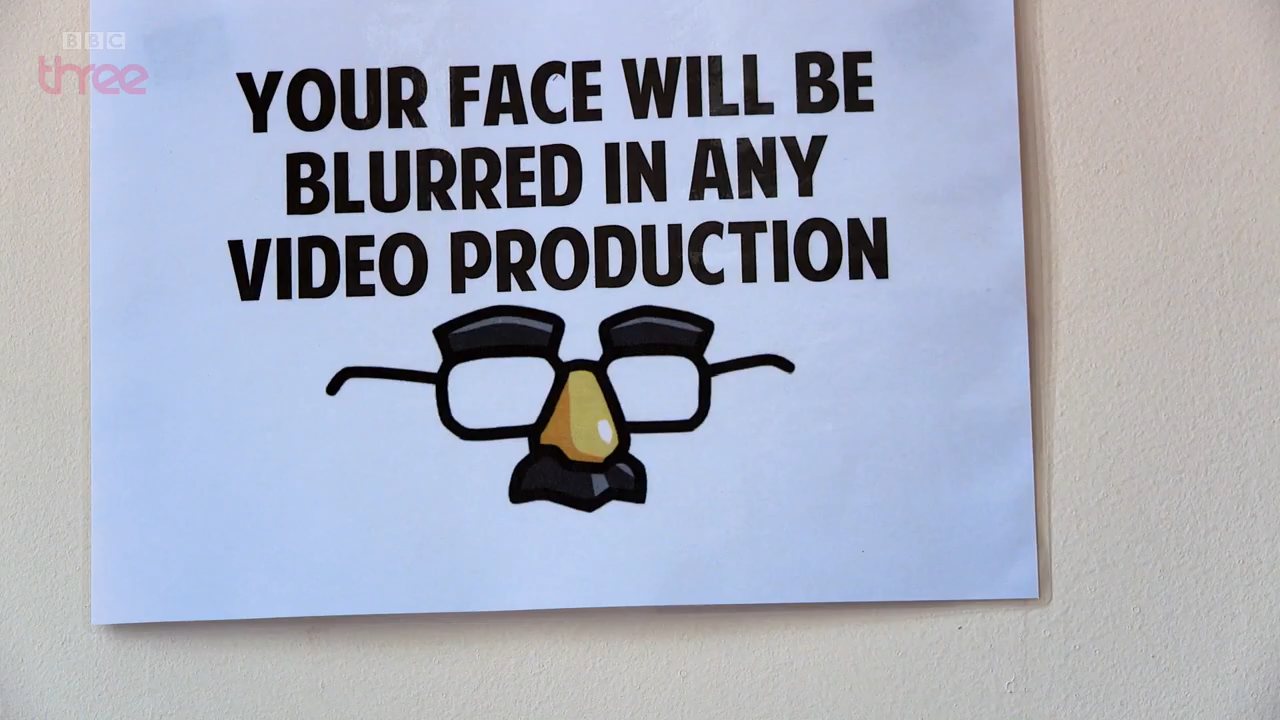 BBC
three
YOUR FACE WILL BE
BLURRED IN ANY
VIDEO PRODUCTION